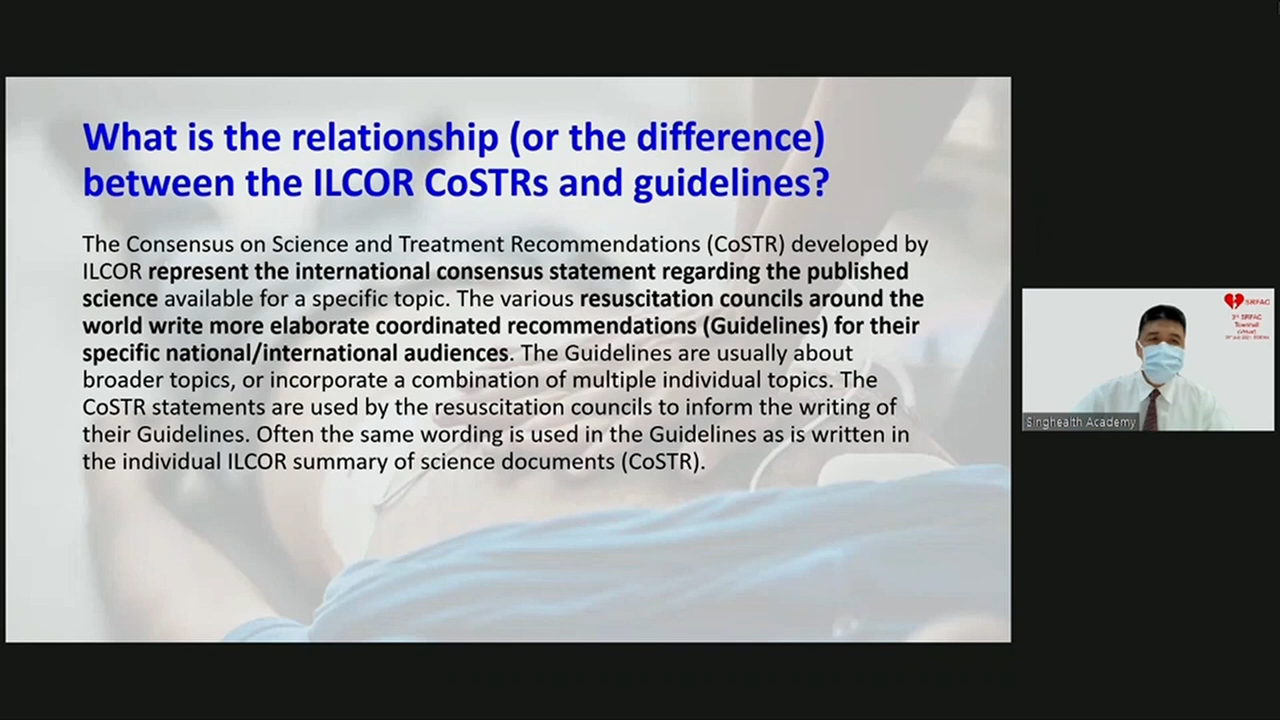 What is the relationship (or the difference)
between the ILCOR CoSTRs and guidelines?
The Consensus on Science and Treatment Recommendations (CoSTR) developed by
ILCOR represent the international consensus statement regarding the published
science available for a specific topic. The various resuscitation councils around the
world write more elaborate coordinated recommendations (Guidelines) for their
specific national/international audiences. The Guidelines are usually about
broader topics, or incorporate a combination of multiple individual topics. The
CoSTR statements are used by the resuscitation councils to inform the writing of
their Guidelines. Often the same wording is used in the Guidelines as is written in
the individual ILCOR summary of science documents (CoSTR).
SRFAC
3rd SRFAC
Townhall
(Virtual)
Singhealth Academy